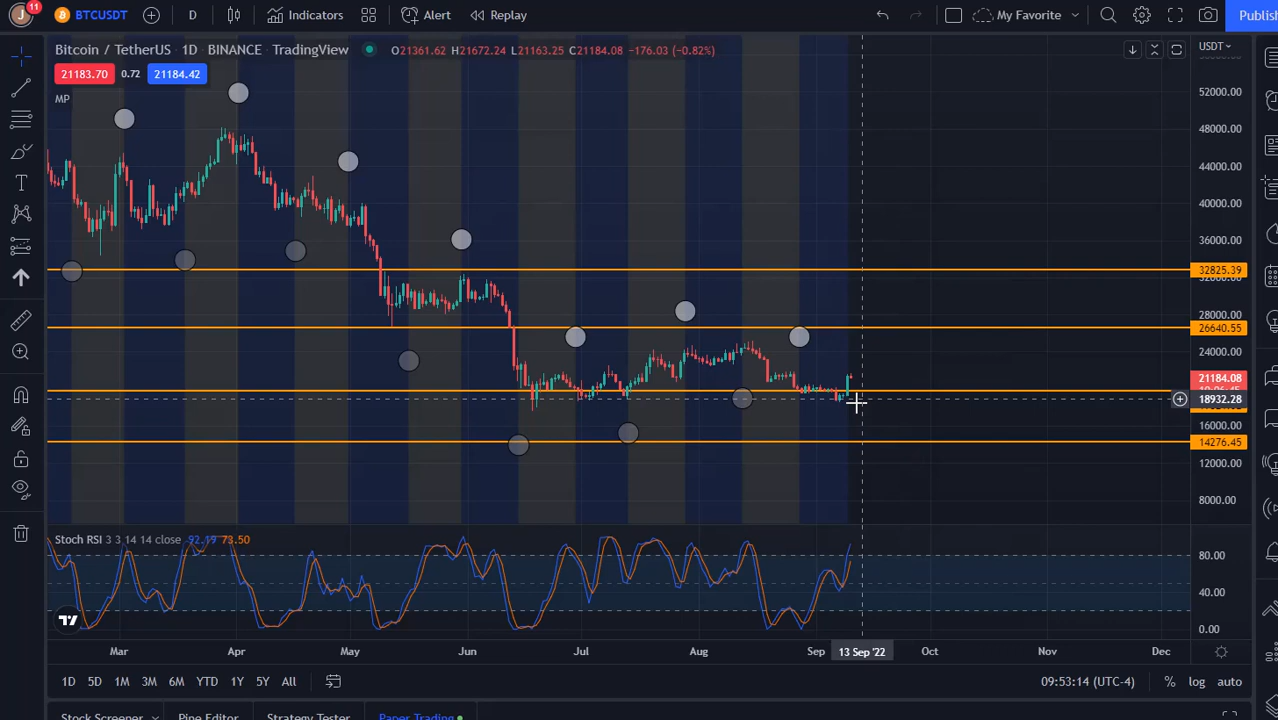 J 11 BTCUSDT D Indicators Alert Replay My Favorite Publis
Bitcoin / TetherUS · 1D · BINANCE · TradingView O21361.62 H21672.24 L21163.25 C21184.08 −176.03 (−0.82%) USDT
21183.70 0.72 21184.42
MP
52000.00
48000.00
44000.00
40000.00
36000.00
32825.39
28000.00
26640.55
24000.00
21184.08
18932.28
16000.00
14276.45
12000.00
8000.00
Stoch RSI 3 3 14 14 close 92.19 73.50
80.00
40.00
0.00
Mar Apr May Jun Jul Aug Sep 13 Sep '22 Oct Nov Dec
1D 5D 1M 3M 6M YTD 1Y 5Y All 09:53:14 (UTC-4) % log auto
Stock Screener Pine Editor Strategy Tester Paper Trading